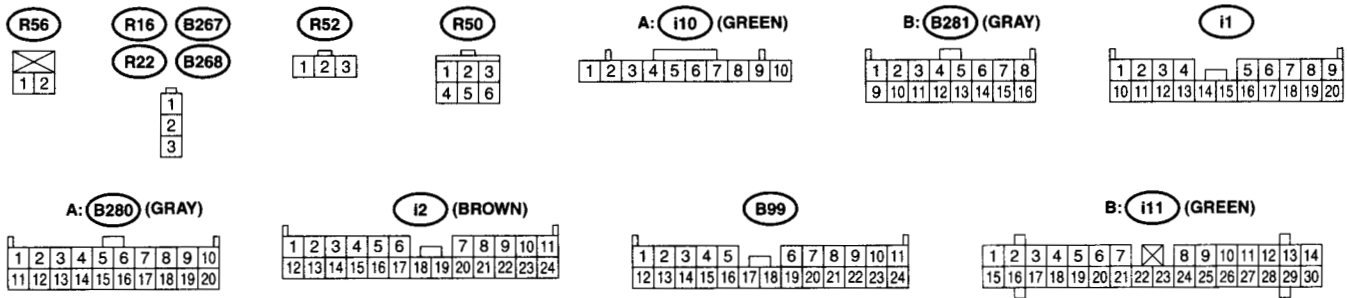 R56 R16 B267 R52 R50 A: i10 (GREEN) B: B281 (GRAY) i1
R22 B268
1 2
1
2
3
1 2 3
1 2 3
4 5 6
1 2 3 4 5 6 7 8 9 10
1 2 3 4 5 6 7 8
9 10 11 12 13 14 15 16
1 2 3 4 5 6 7 8 9
10 11 12 13 14 15 16 17 18 19 20
A: B280 (GRAY) i2 (BROWN) B99 B: i11 (GREEN)
1 2 3 4 5 6 7 8 9 10
11 12 13 14 15 16 17 18 19 20
1 2 3 4 5 6 7 8 9 10 11
12 13 14 15 16 17 18 19 20 21 22 23 24
1 2 3 4 5 6 7 8 9 10 11
12 13 14 15 16 17 18 19 20 21 22 23 24
1 2 3 4 5 6 7 8 9 10 11 12 13 14
15 16 17 18 19 20 21 22 23 24 25 26 27 28 29 30